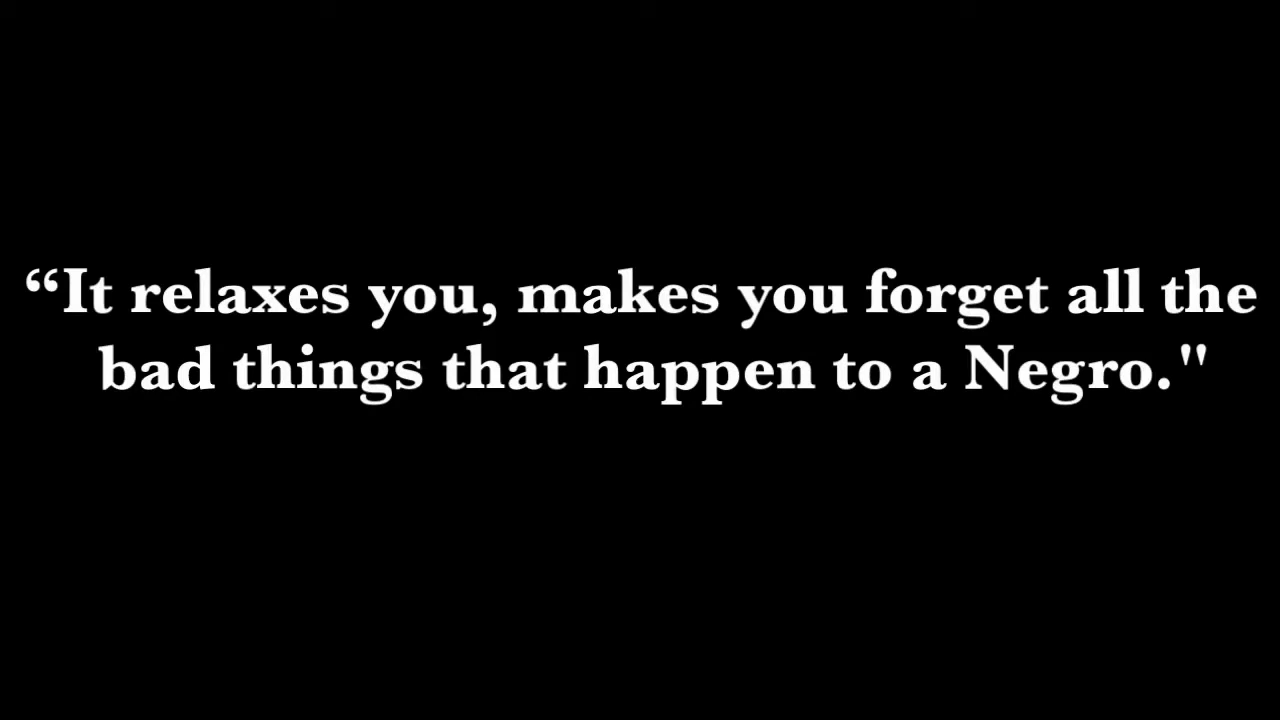 “It relaxes you, makes you forget all the
bad things that happen to a Negro."